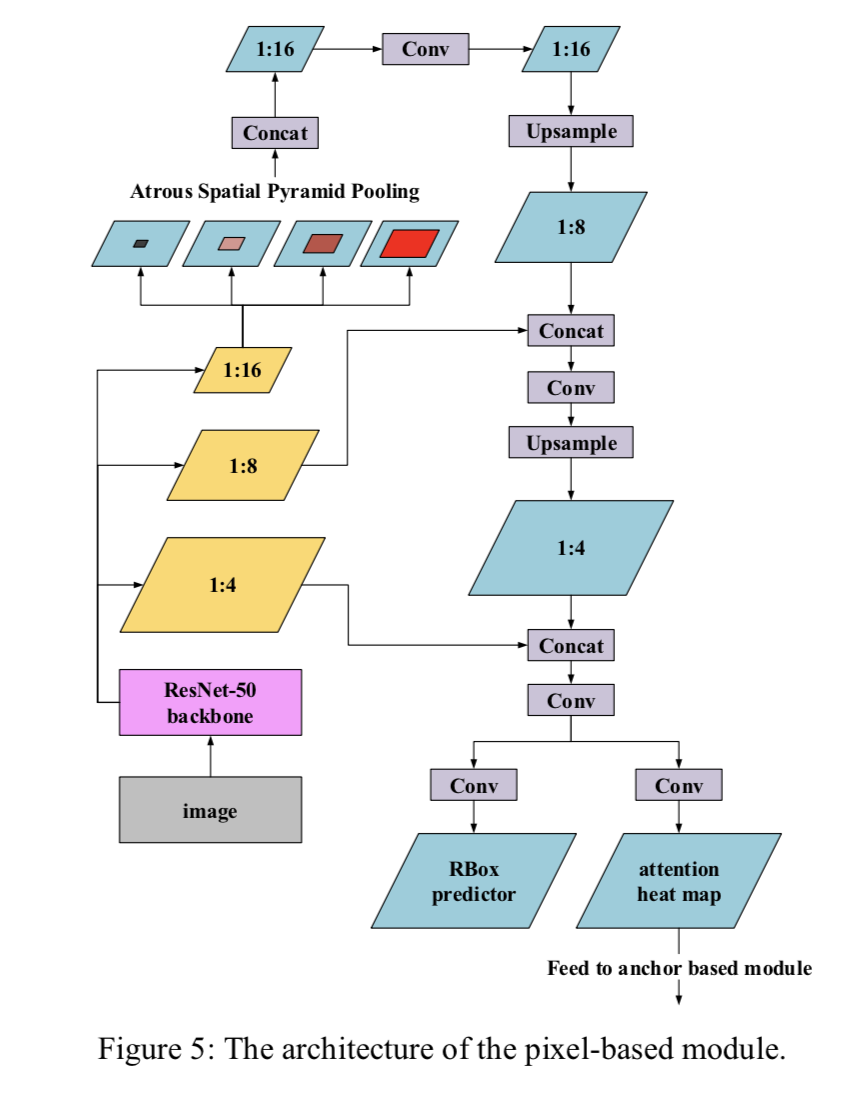 1:16
Conv
1:16
Concat
Upsample
Atrous Spatial Pyramid Pooling
1:8
Concat
1:16
Conv
Upsample
1:8
1:4
1:4
Concat
ResNet-50
backbone
Conv
Conv
Conv
image
RBox
predictor
attention
heat map
Feed to anchor based module
Figure 5: The architecture of the pixel-based module.